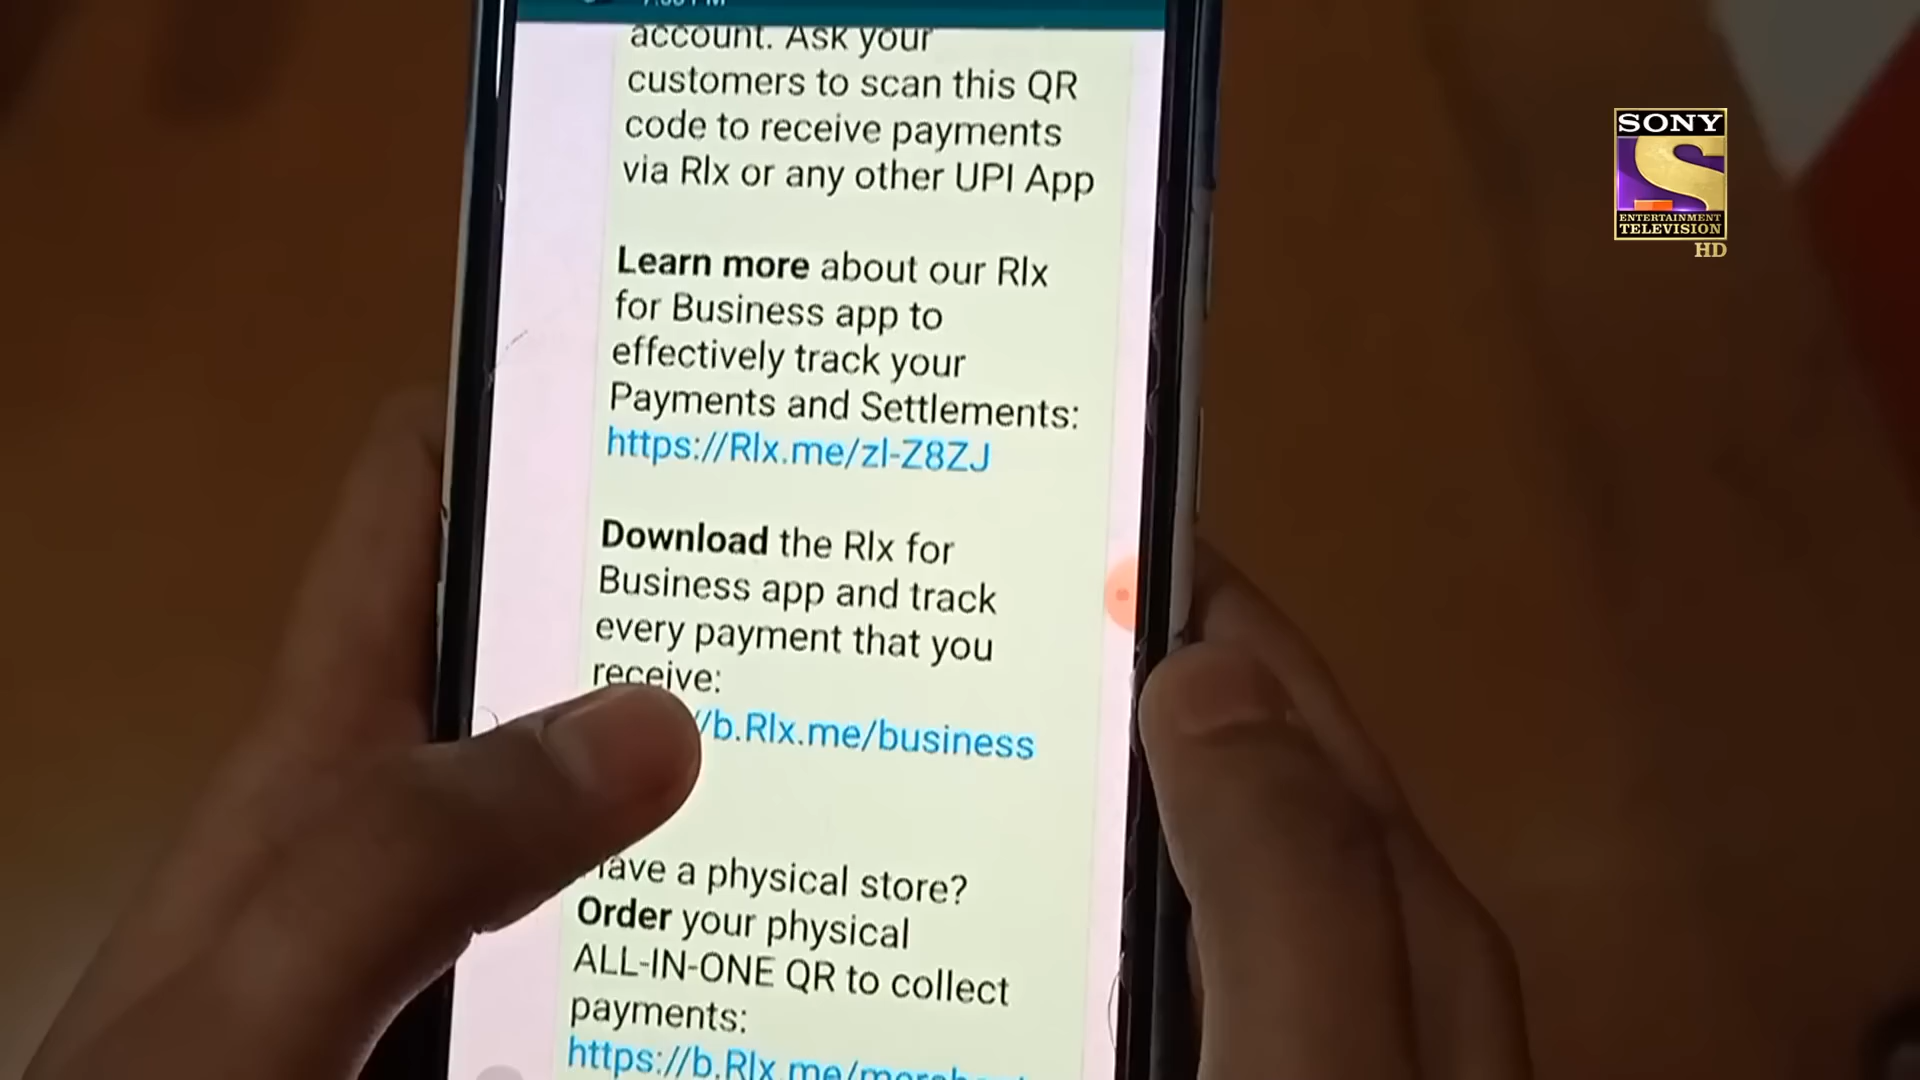 account. Ask your
customers to scan this QR
code to receive payments
via Rlx or any other UPI App
Learn more about our Rlx
for Business app to
effectively track your
Payments and Settlements:
https://Rlx.me/zl-Z8ZJ
Download the Rlx for
Business app and track
every payment that you
receive:
//b.Rlx.me/business
ave a physical store?
Order your physical
ALL-IN-ONE QR to collect
payments:
SONY
ENTERTAINMENT
TELEVISION
HD